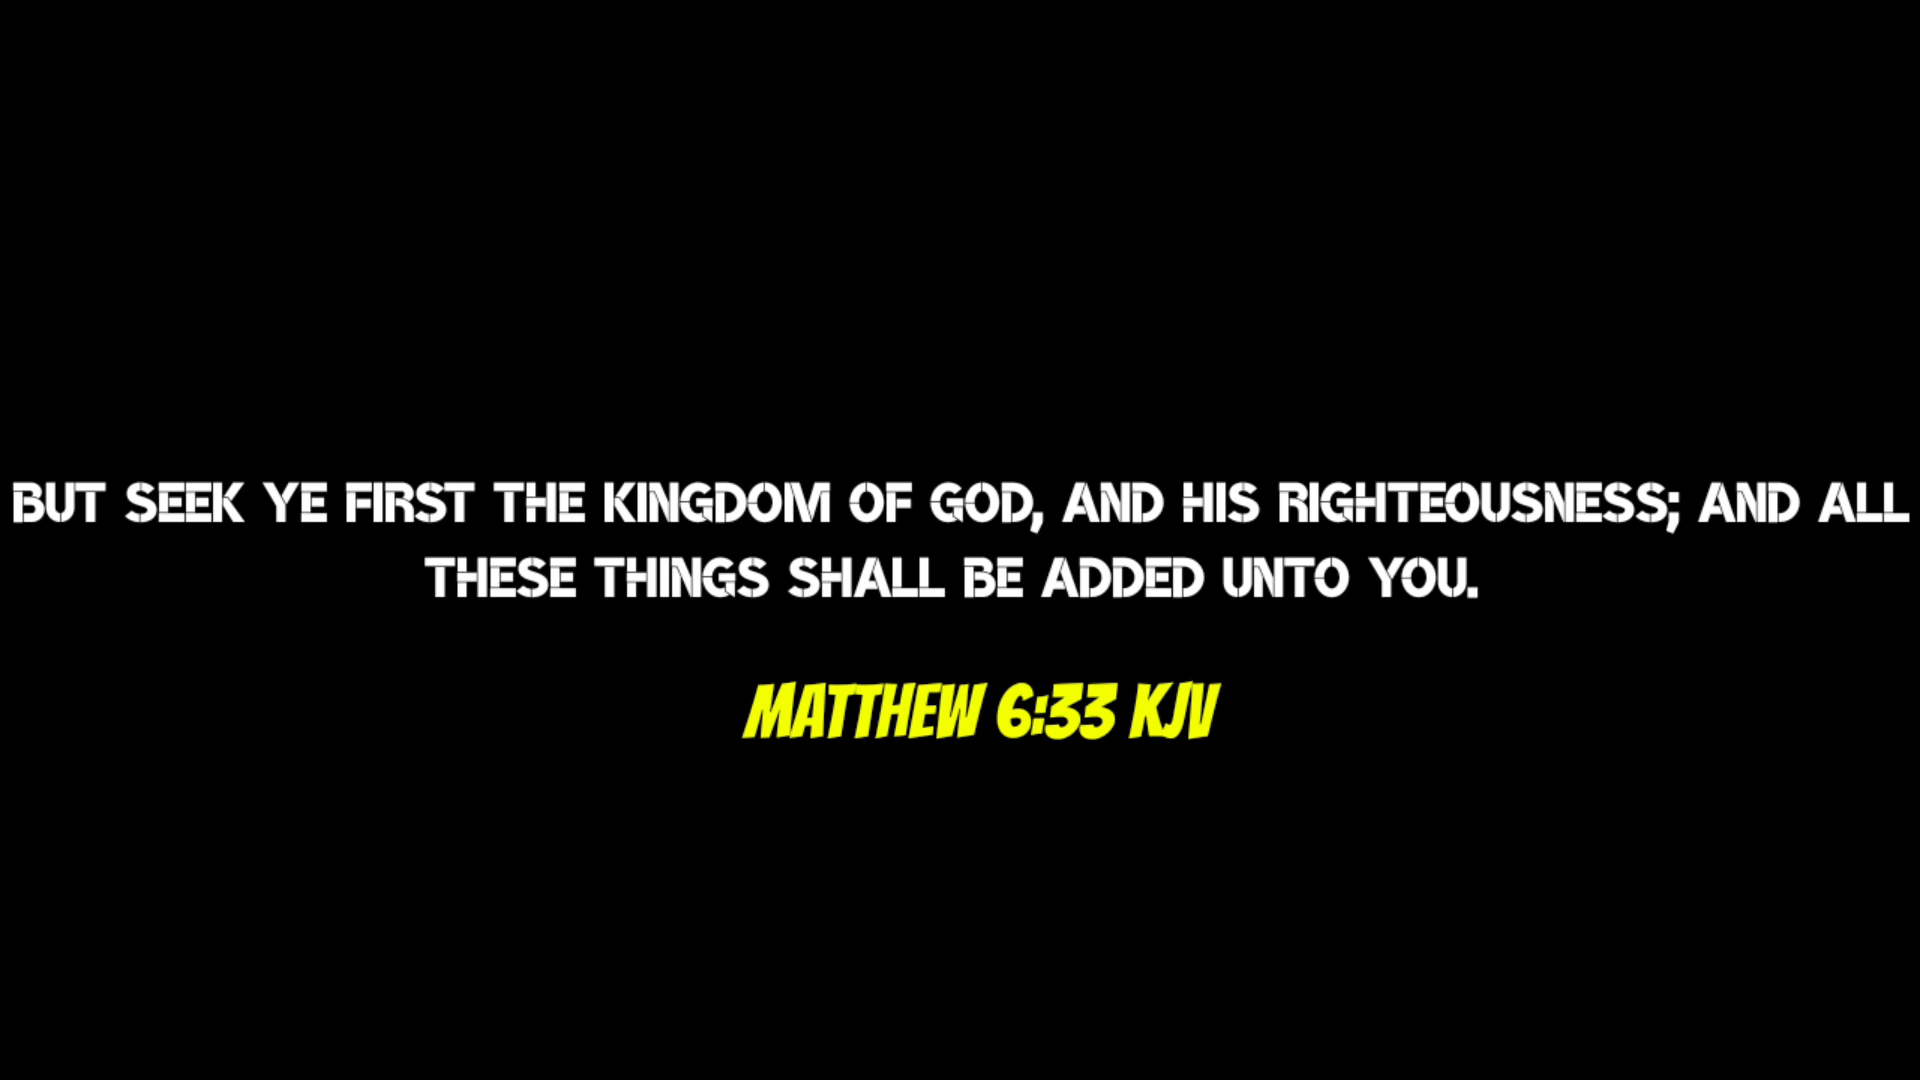 BUT SEEK YE FIRST THE KINGDOM OF GOD, AND HIS RIGHTEOUSNESS; AND ALL
THESE THINGS SHALL BE ADDED UNTO YOU.
MATTHEW 6:33 KJV